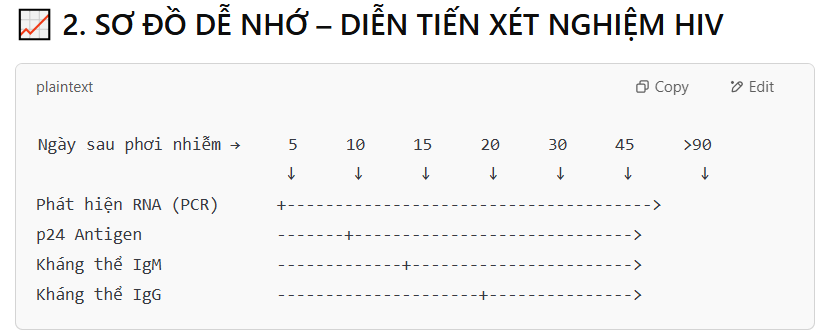 📈 2. SƠ ĐỒ DỄ NHỚ – DIỄN TIẾN XÉT NGHIỆM HIV
plaintext Copy Edit
Ngày sau phơi nhiễm → 5 10 15 20 30 45 >90
↓ ↓ ↓ ↓ ↓ ↓ ↓
Phát hiện RNA (PCR) +-------------------------------------->
p24 Antigen -------+------------------------------>
Kháng thể IgM -------------+------------------------>
Kháng thể IgG ---------------------+---------------->